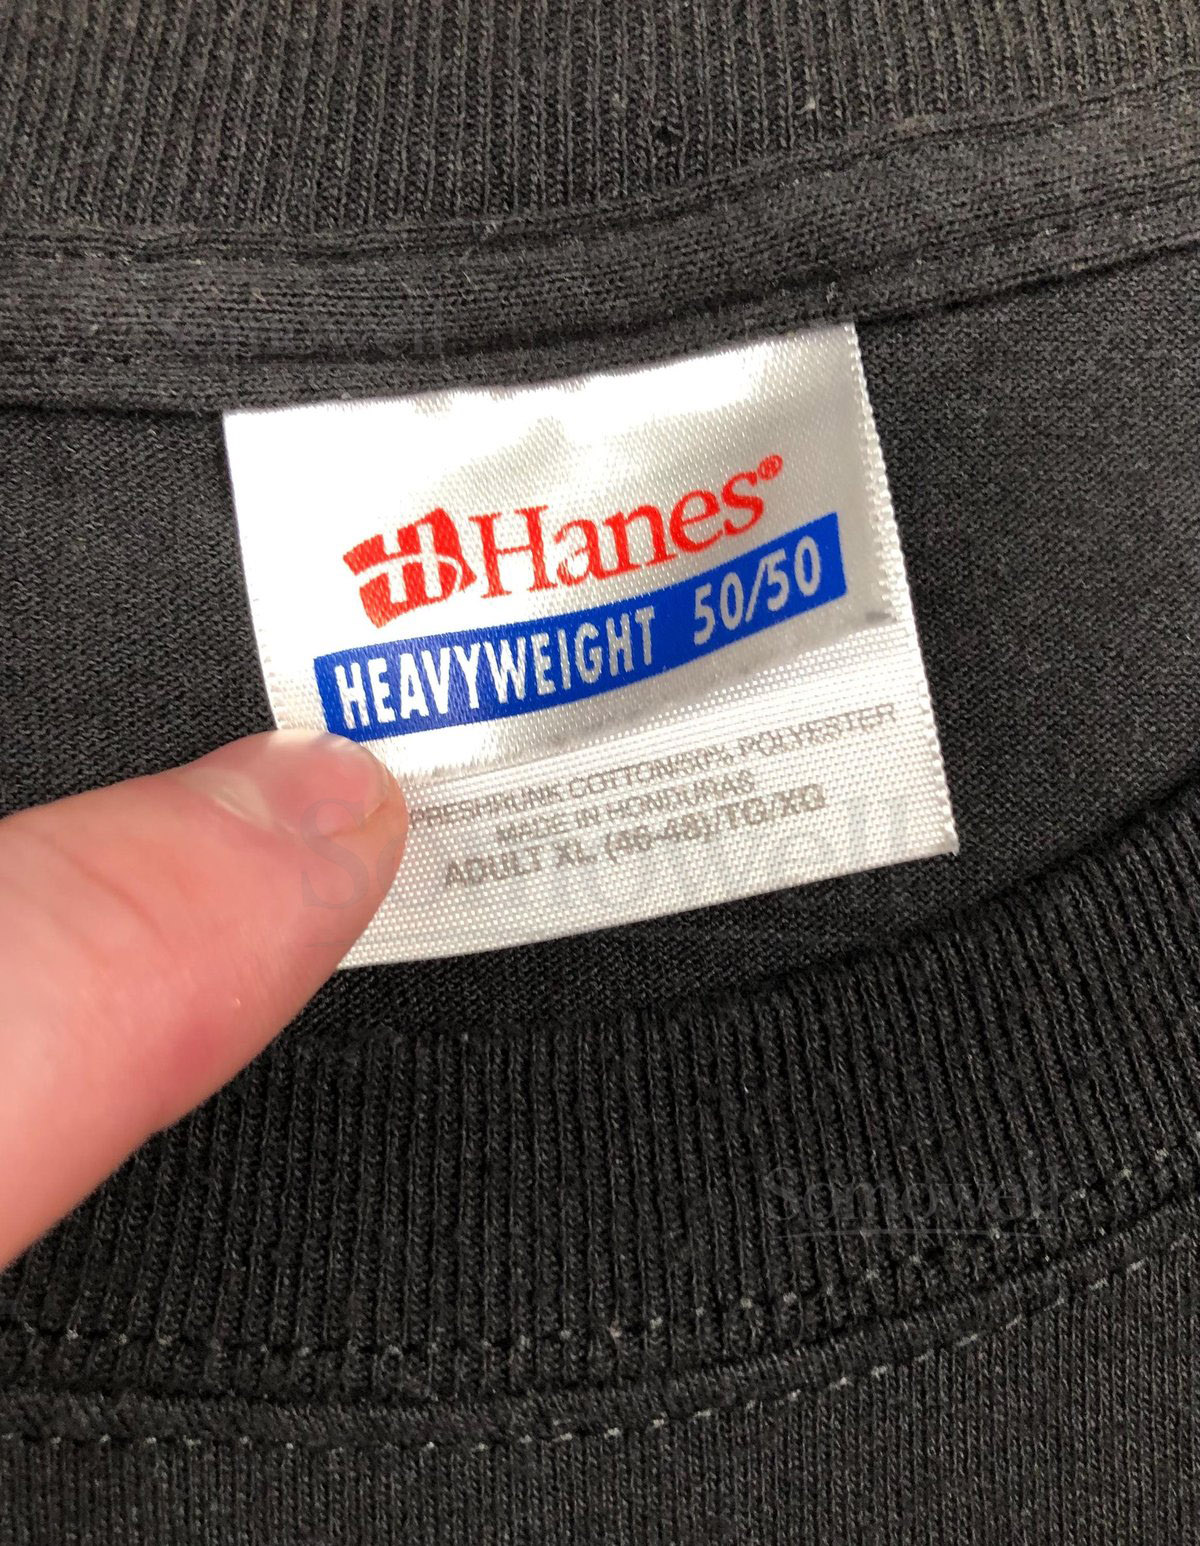 Hanes®
HEAVYWEIGHT 50/50
PRESHRUNK COTTON/50% POLYESTER
MADE IN HONDURAS
ADULT XL (46-48)/TG/XG